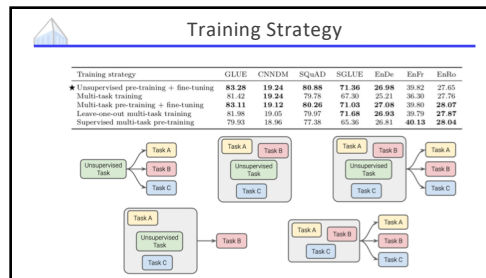 Training Strategy
Training strategy GLUE CNNDM SQuAD SGLUE EnDe EnFr EnRo
★ Unsupervised pre-training + fine-tuning 83.28 19.24 80.88 71.36 26.98 39.82 27.65
Multi-task training 81.42 19.24 79.78 67.30 25.21 36.30 27.76
Multi-task pre-training + fine-tuning 83.11 19.12 80.26 71.03 27.08 39.80 28.07
Leave-one-out multi-task training 81.98 19.05 79.97 71.68 26.93 39.79 27.87
Supervised multi-task pre-training 79.93 18.96 77.38 65.36 26.81 40.13 28.04
Unsupervised
Task
Task A
Task B
Task C
Task A
Task B
Unsupervised
Task
Task C
Task A
Task B
Unsupervised
Task
Task C
Task A
Task B
Task C
Task A
Unsupervised
Task
Task C
Task B
Task A
Task B
Task C
Task A
Task B
Task C